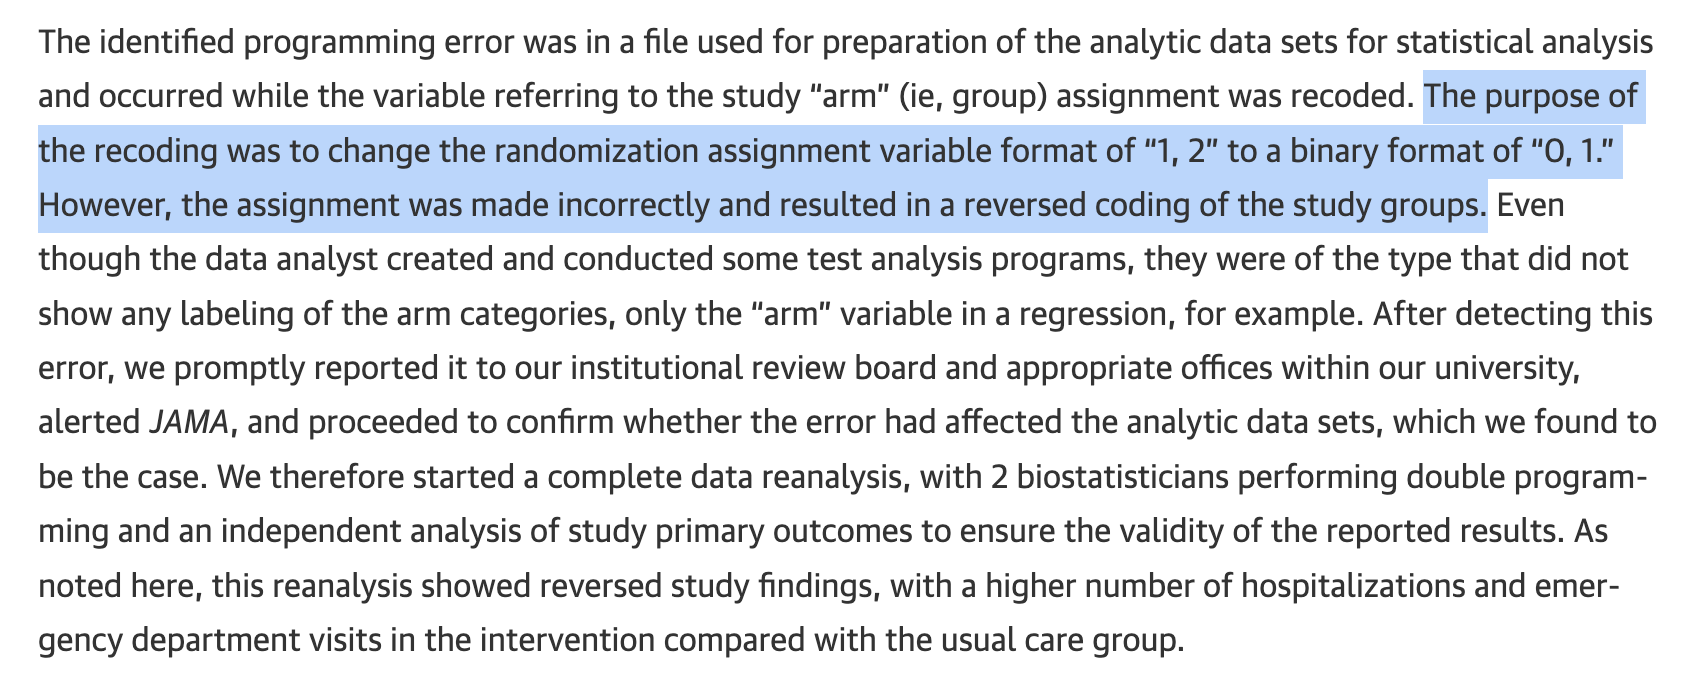 The identified programming error was in a file used for preparation of the analytic data sets for statistical analysis
and occurred while the variable referring to the study “arm” (ie, group) assignment was recoded. The purpose of
the recoding was to change the randomization assignment variable format of “1, 2” to a binary format of “0, 1.”
However, the assignment was made incorrectly and resulted in a reversed coding of the study groups. Even
though the data analyst created and conducted some test analysis programs, they were of the type that did not
show any labeling of the arm categories, only the “arm” variable in a regression, for example. After detecting this
error, we promptly reported it to our institutional review board and appropriate offices within our university,
alerted JAMA, and proceeded to confirm whether the error had affected the analytic data sets, which we found to
be the case. We therefore started a complete data reanalysis, with 2 biostatisticians performing double program-
ming and an independent analysis of study primary outcomes to ensure the validity of the reported results. As
noted here, this reanalysis showed reversed study findings, with a higher number of hospitalizations and emer-
gency department visits in the intervention compared with the usual care group.